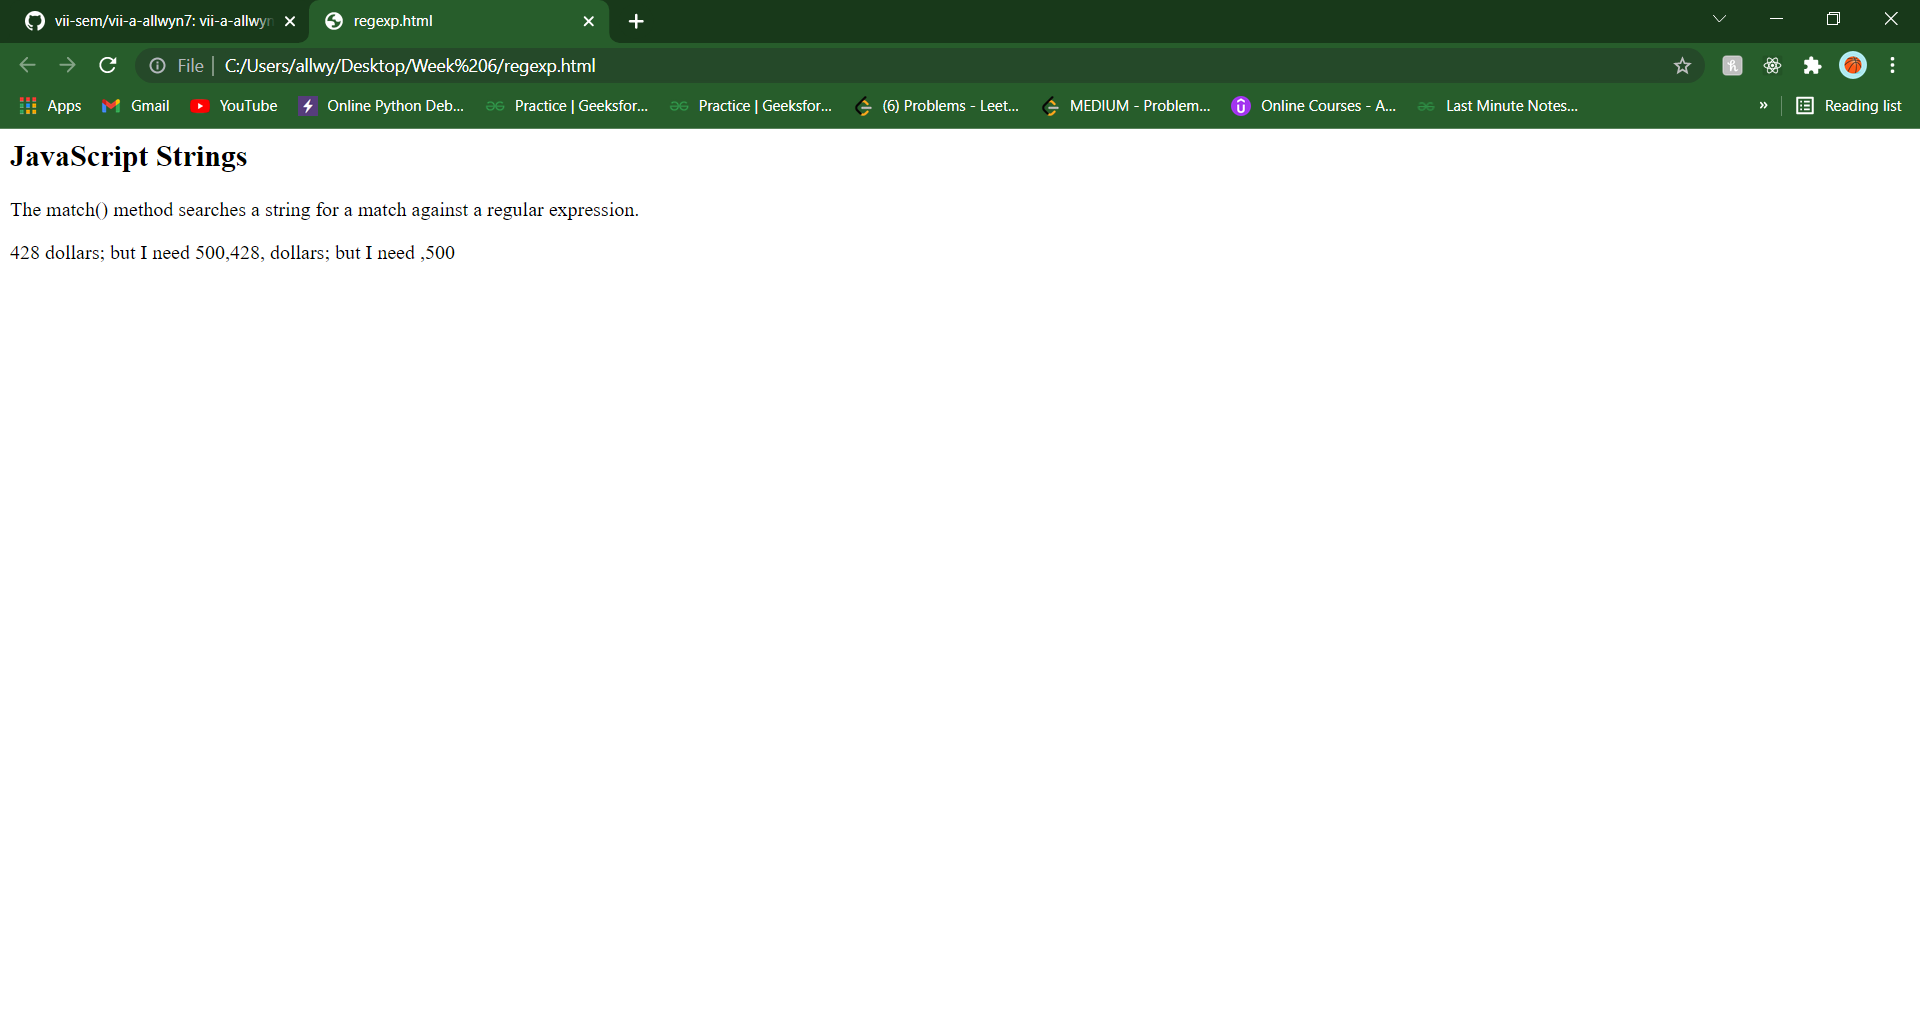 vii-sem/vii-a-allwyn7: vii-a-allwyn
regexp.html
File | C:/Users/allwy/Desktop/Week%206/regexp.html
Apps Gmail YouTube Online Python Deb... Practice | Geeksfor... Practice | Geeksfor... (6) Problems - Leet... MEDIUM - Problem... Online Courses - A... Last Minute Notes... » Reading list
JavaScript Strings
The match() method searches a string for a match against a regular expression.
428 dollars; but I need 500,428, dollars; but I need ,500